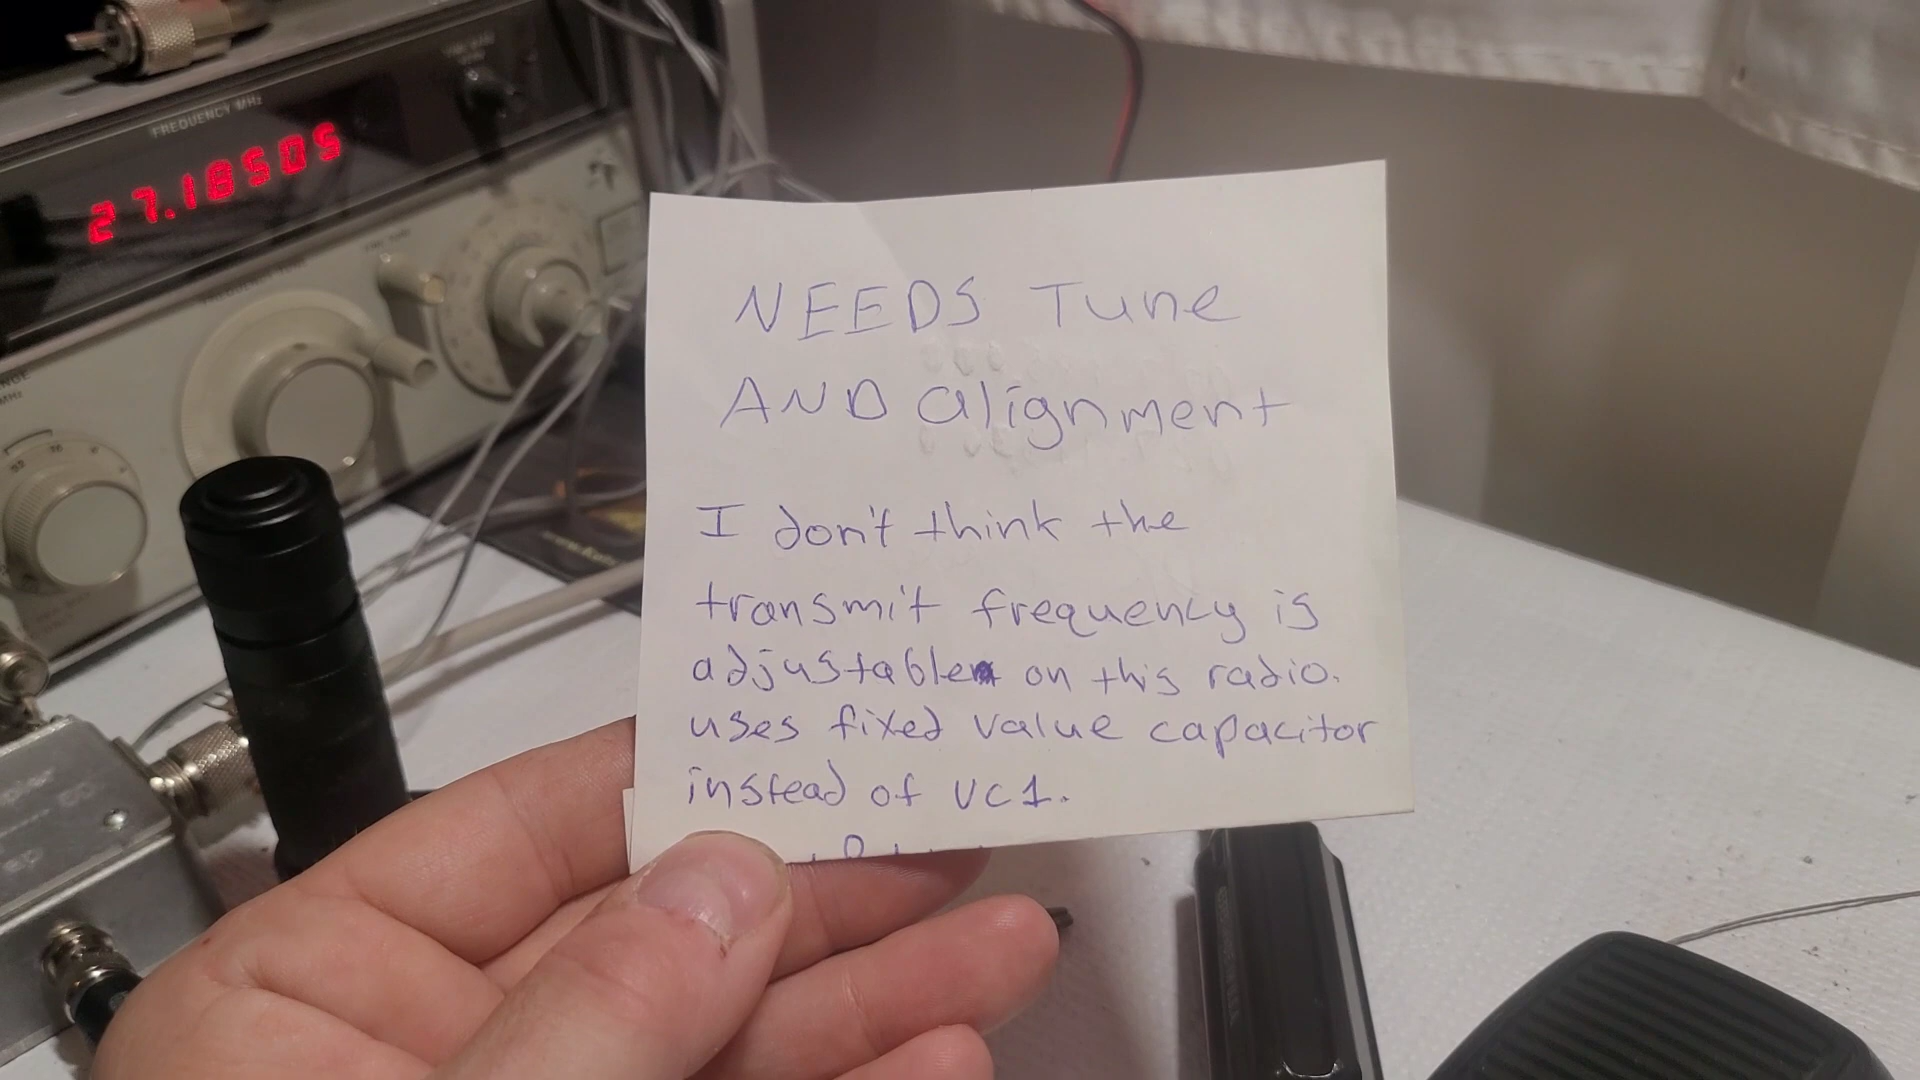 FREQUENCY MHz
27.18505
NEEDS Tune
AND alignment
I don't think the
transmit frequency is
adjustable on this radio.
uses fixed value capacitor
instead of VC1.